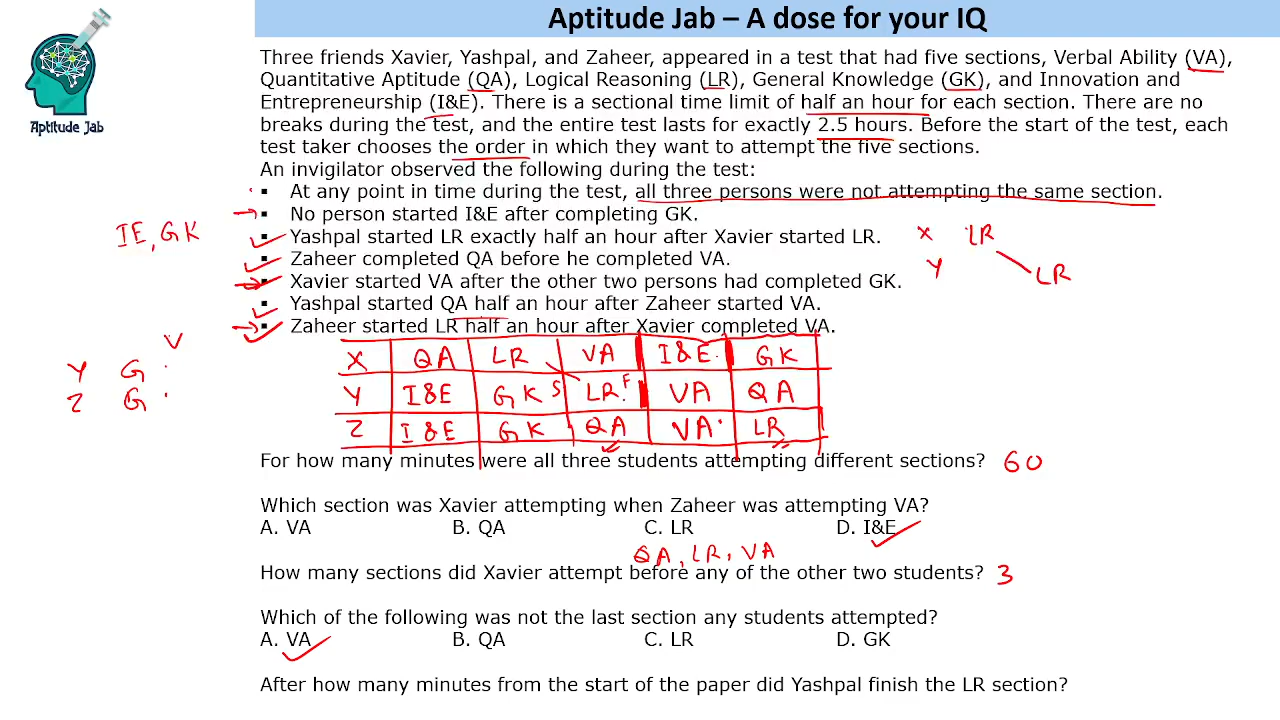 Aptitude Jab – A dose for your IQ
Aptitude Jab
Three friends Xavier, Yashpal, and Zaheer, appeared in a test that had five sections, Verbal Ability (VA),
Quantitative Aptitude (QA), Logical Reasoning (LR), General Knowledge (GK), and Innovation and
Entrepreneurship (I&E). There is a sectional time limit of half an hour for each section. There are no
breaks during the test, and the entire test lasts for exactly 2.5 hours. Before the start of the test, each
test taker chooses the order in which they want to attempt the five sections.
An invigilator observed the following during the test:
▪ At any point in time during the test, all three persons were not attempting the same section.
▪ No person started I&E after completing GK.
▪ Yashpal started LR exactly half an hour after Xavier started LR.
▪ Zaheer completed QA before he completed VA.
▪ Xavier started VA after the other two persons had completed GK.
▪ Yashpal started QA half an hour after Zaheer started VA.
▪ Zaheer started LR half an hour after Xavier completed VA.
IE, GK
X LR
Y LR
V
Y G
Z G
X QA LR VA I&E GK
Y I&E GK S LR F VA QA
Z I&E GK QA VA LR
For how many minutes were all three students attempting different sections? 60
Which section was Xavier attempting when Zaheer was attempting VA?
A. VA B. QA C. LR D. I&E
QA, LR, VA
How many sections did Xavier attempt before any of the other two students? 3
Which of the following was not the last section any students attempted?
A. VA B. QA C. LR D. GK
After how many minutes from the start of the paper did Yashpal finish the LR section?